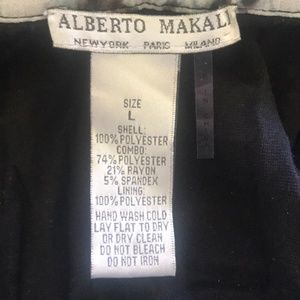 ALBERTO MAKALI
NEWYORK PARIS MILANO
SIZE
L
SHELL:
100% POLYESTER
COMBO:
74% POLYESTER
21% RAYON
5% SPANDEX
LINING:
100% POLYESTER
HAND WASH COLD
LAY FLAT TO DRY
OR DRY CLEAN
DO NOT BLEACH
DO NOT IRON